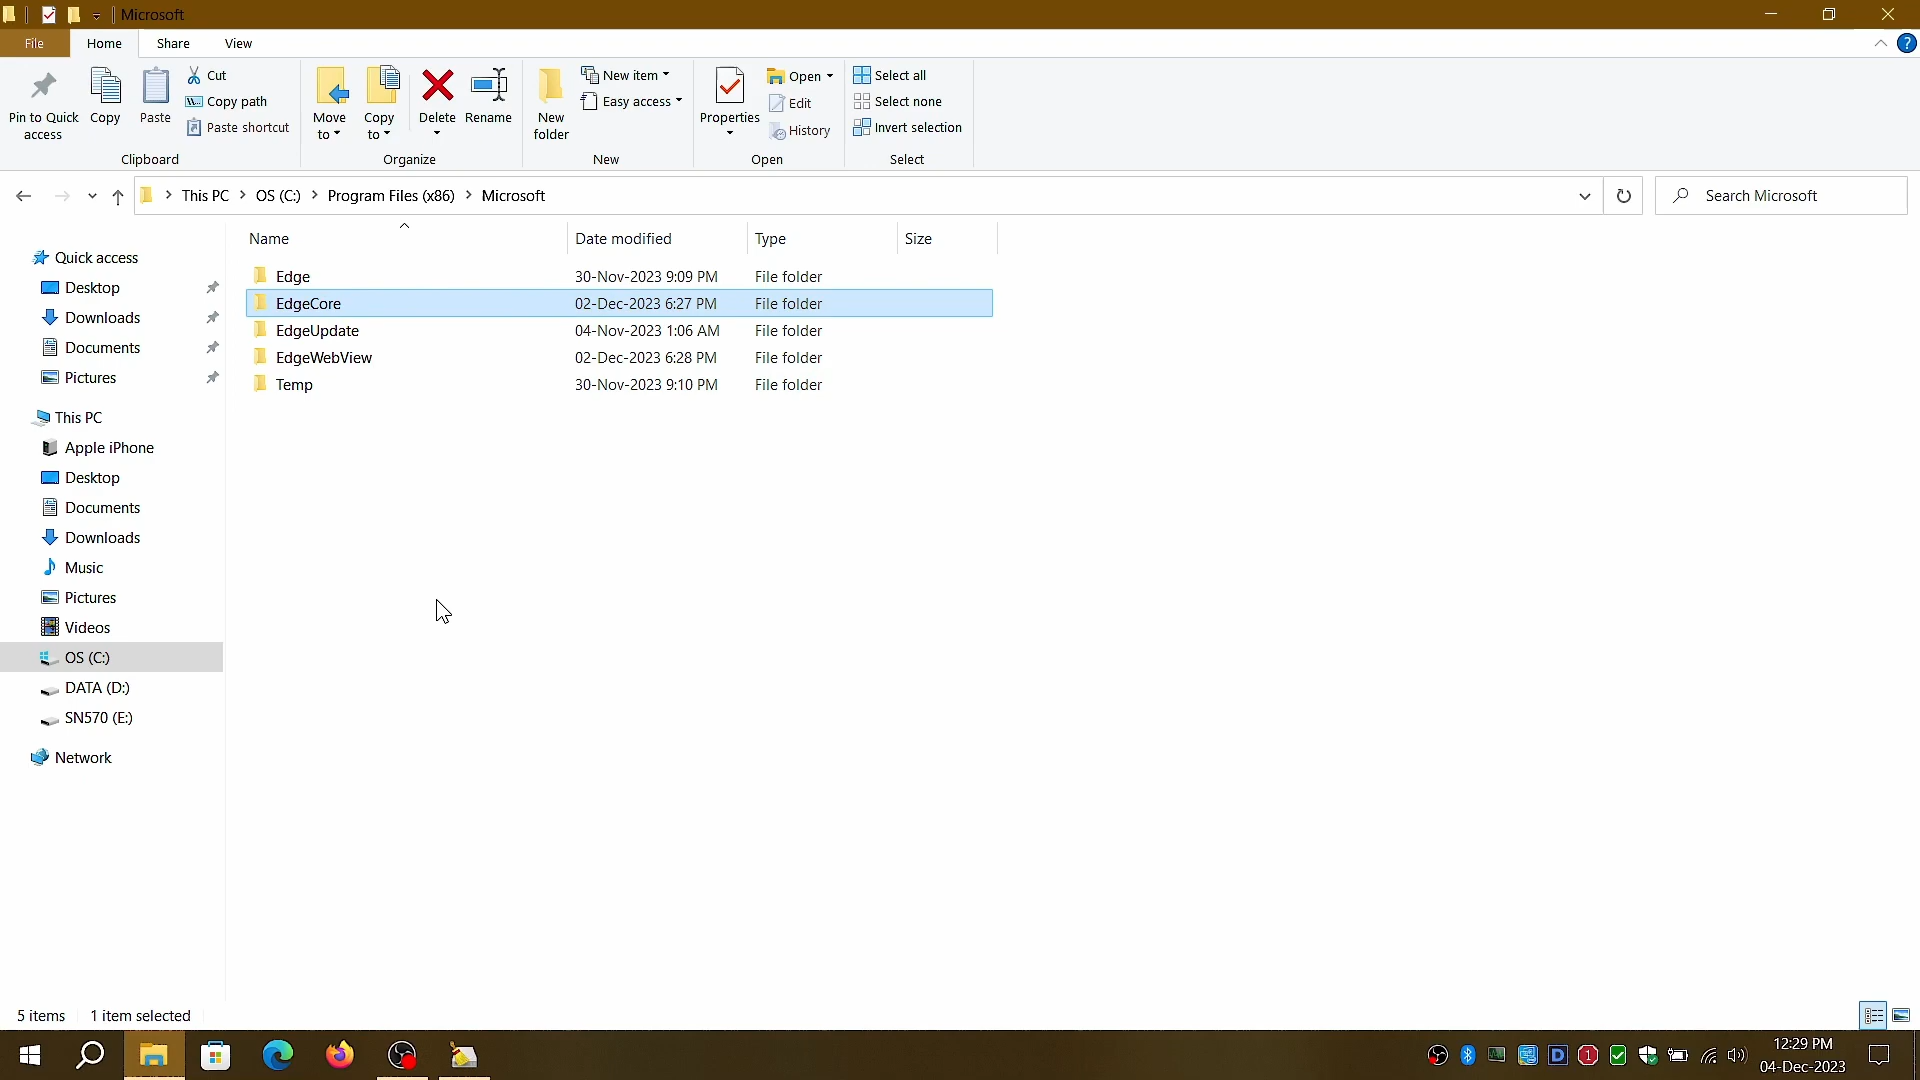 Microsoft
File
Home
Share
View
Pin to Quick access
Copy
Paste
Cut
Copy path
Paste shortcut
Clipboard
Move to
Copy to
Delete
Rename
Organize
New folder
New item
Easy access
New
Properties
Open
Edit
History
Open
Select all
Select none
Invert selection
Select
This PC
OS (C:)
Program Files (x86)
Microsoft
Search Microsoft
Name Date modified Type Size
Edge 30-Nov-2023 9:09 PM File folder
EdgeCore 02-Dec-2023 6:27 PM File folder
EdgeUpdate 04-Nov-2023 1:06 AM File folder
EdgeWebView 02-Dec-2023 6:28 PM File folder
Temp 30-Nov-2023 9:10 PM File folder
Quick access
Desktop
Downloads
Documents
Pictures
This PC
Apple iPhone
Desktop
Documents
Downloads
Music
Pictures
Videos
OS (C:)
DATA (D:)
SN570 (E:)
Network
5 items 1 item selected
D
1
12:29 PM
04-Dec-2023